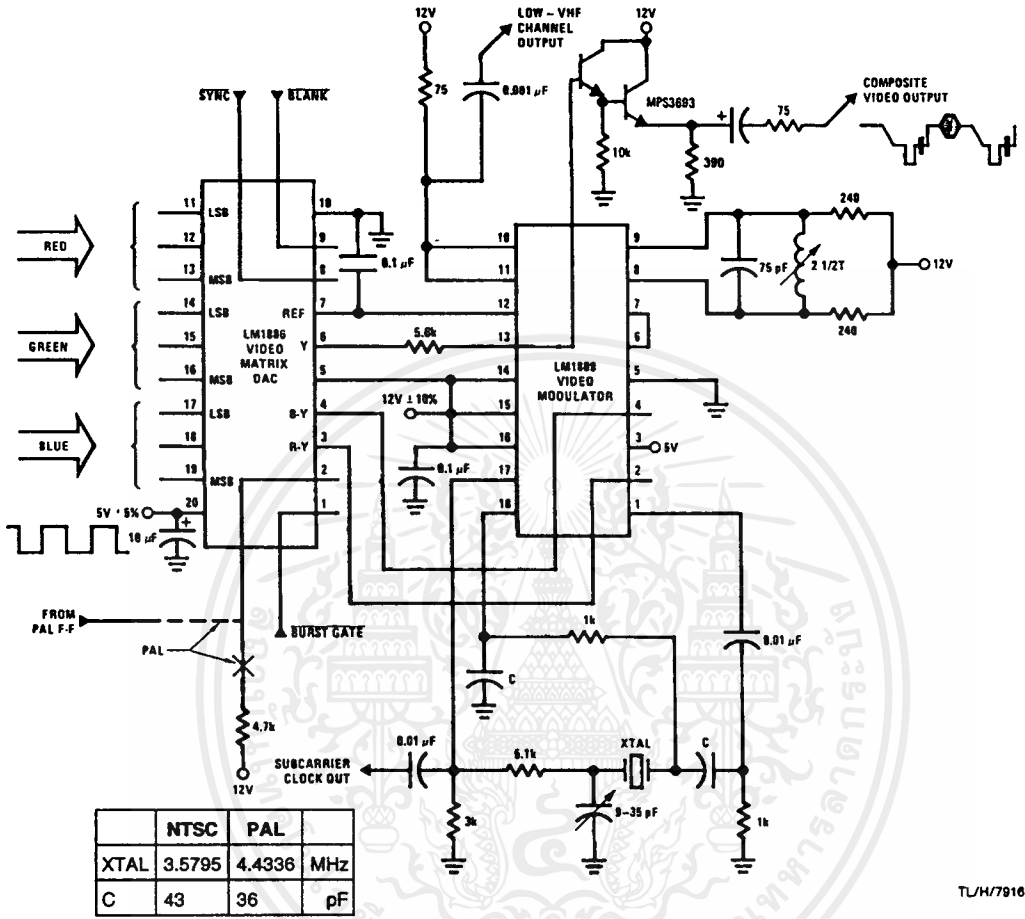 12V
LOW – VHF
CHANNEL
OUTPUT
12V
75
0.001 µF
SYNC
BLANK
MPS3693
75
COMPOSITE
VIDEO OUTPUT
10k
390
11
LSB
10
RED
12
9
13
MSB
8
0.1 µF
14
LSB
REF
7
GREEN
15
Y
6
5.6k
LM1886
VIDEO
MATRIX
DAC
16
MSB
5
17
LSB
B-Y
4
BLUE
18
R-Y
3
19
MSB
2
20
1
5V ± 5%
10 µF
12V ± 10%
0.1 µF
10
9
11
8
12
7
13
6
LM1889
VIDEO
MODULATOR
14
5
15
4
16
3
5V
17
2
18
1
240
75 pF
2 1/2T
12V
240
FROM
PAL F-F
PAL
BURST GATE
4.7k
12V
1k
C
0.01 µF
SUBCARRIER
CLOCK OUT
0.01 µF
5.1k
XTAL
C
3k
9–35 pF
1k
NTSC PAL
XTAL 3.5795 4.4336 MHz
C 43 36 pF
TL/H/7916